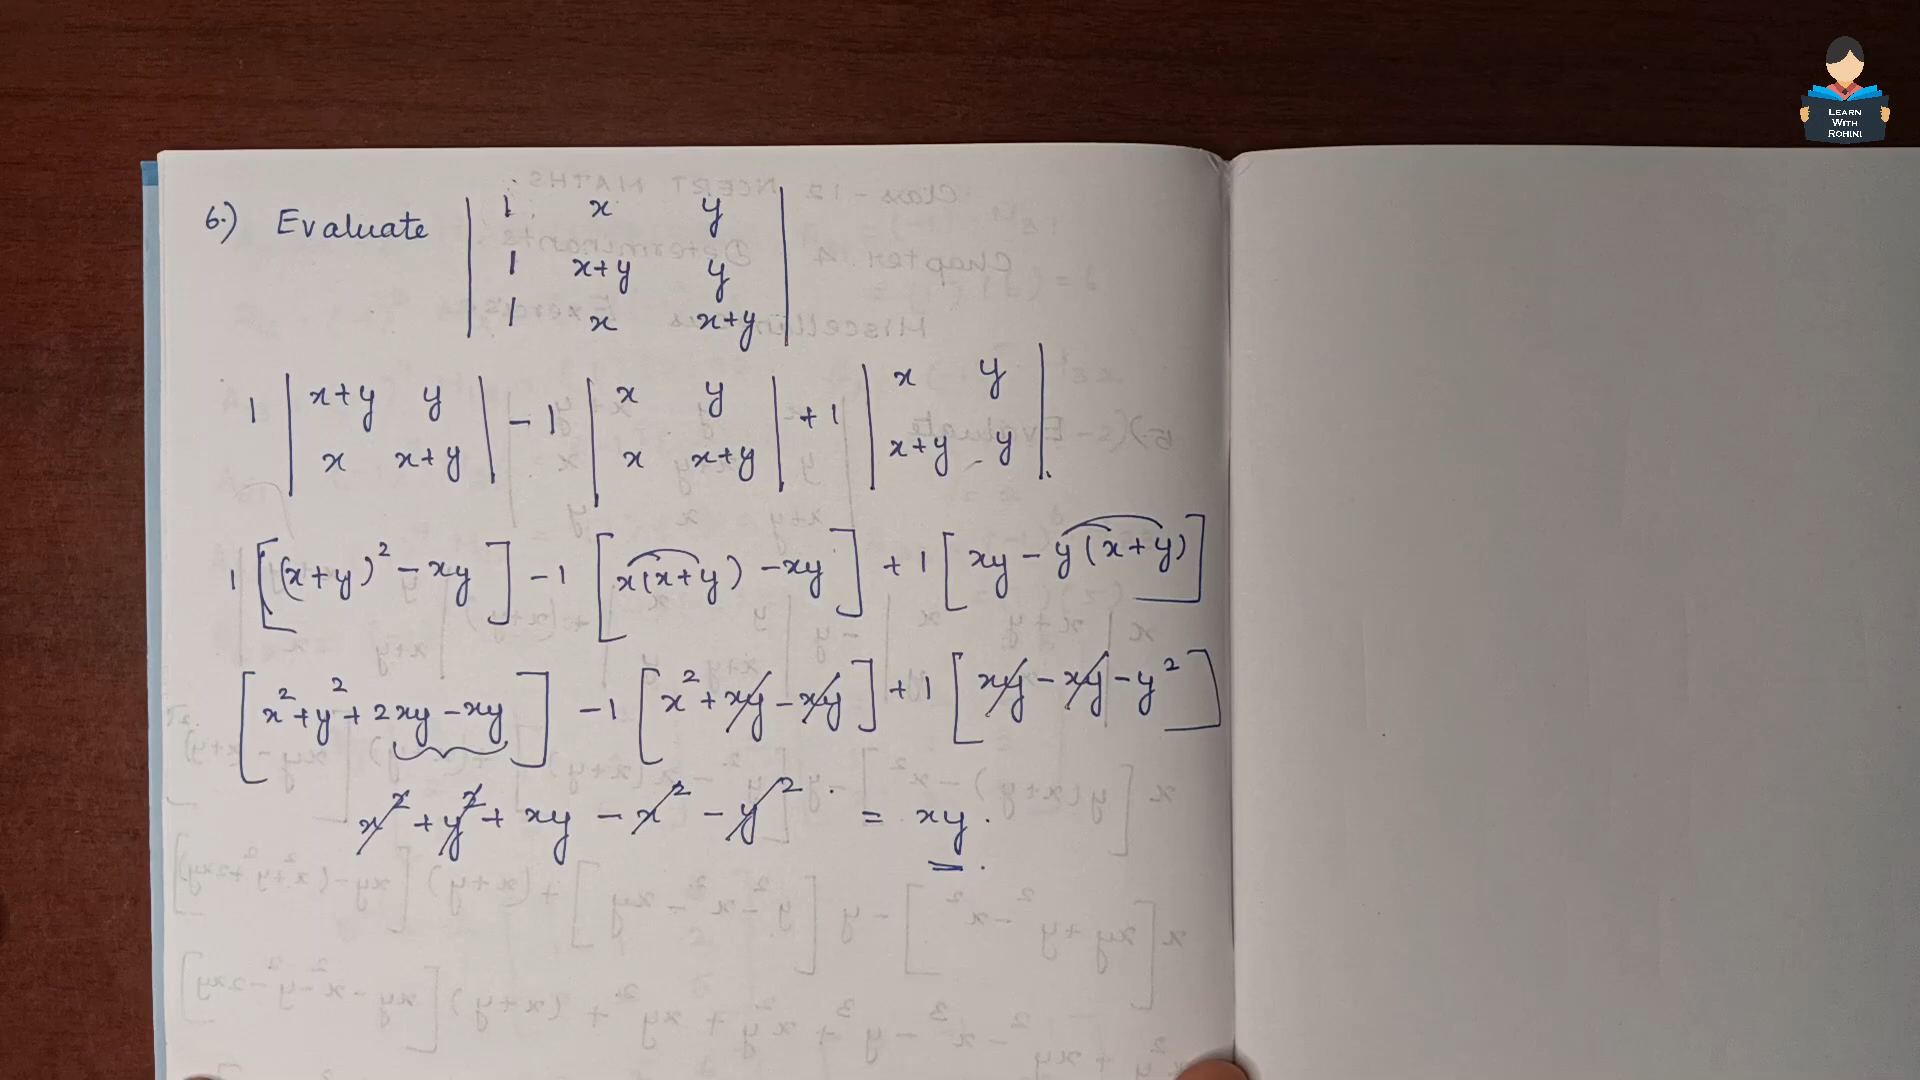 LEARN
WITH
ROHINI
6.) Evaluate | 1 x y |
| 1 x+y y |
| 1 x x+y |
1 | x+y y | - 1 | x y | + 1 | x y |
| x x+y | | x x+y | | x+y y |
1 [(x+y)² - xy] - 1 [x(x+y) - xy] + 1 [xy - y(x+y)]
[x² + y² + 2xy - xy] - 1 [x² + xy - xy] + 1 [xy - xy - y²]
x² + y² + xy - x² - y² = xy.